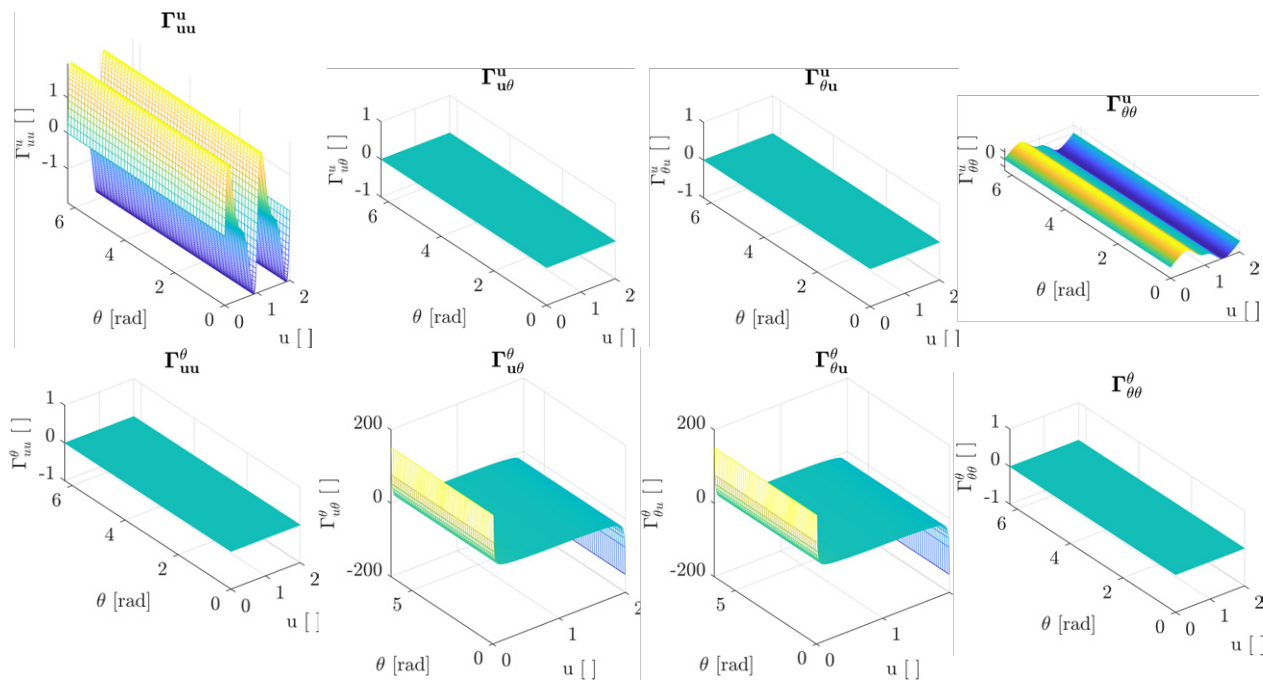 Γ^u_uu
Γ^u_uu [ ]
1
0
-1
6
4
2
0
θ [rad]
0
1
2
u [ ]
Γ^u_uθ
Γ^u_uθ [ ]
1
0
-1
6
4
2
0
θ [rad]
0
1
2
u [ ]
Γ^u_θu
Γ^u_θu [ ]
1
0
-1
6
4
2
0
θ [rad]
0
1
2
u [ ]
Γ^u_θθ
Γ^u_θθ [ ]
0
6
4
2
0
θ [rad]
0
1
2
u [ ]
Γ^θ_uu
Γ^θ_uu [ ]
1
0
-1
6
4
2
0
θ [rad]
0
1
2
u [ ]
Γ^θ_uθ
Γ^θ_uθ [ ]
200
0
-200
5
0
θ [rad]
0
1
2
u [ ]
Γ^θ_θu
Γ^θ_θu [ ]
200
0
-200
5
0
θ [rad]
0
1
2
u [ ]
Γ^θ_θθ
Γ^θ_θθ [ ]
1
0
-1
6
4
2
0
θ [rad]
0
1
2
u [ ]